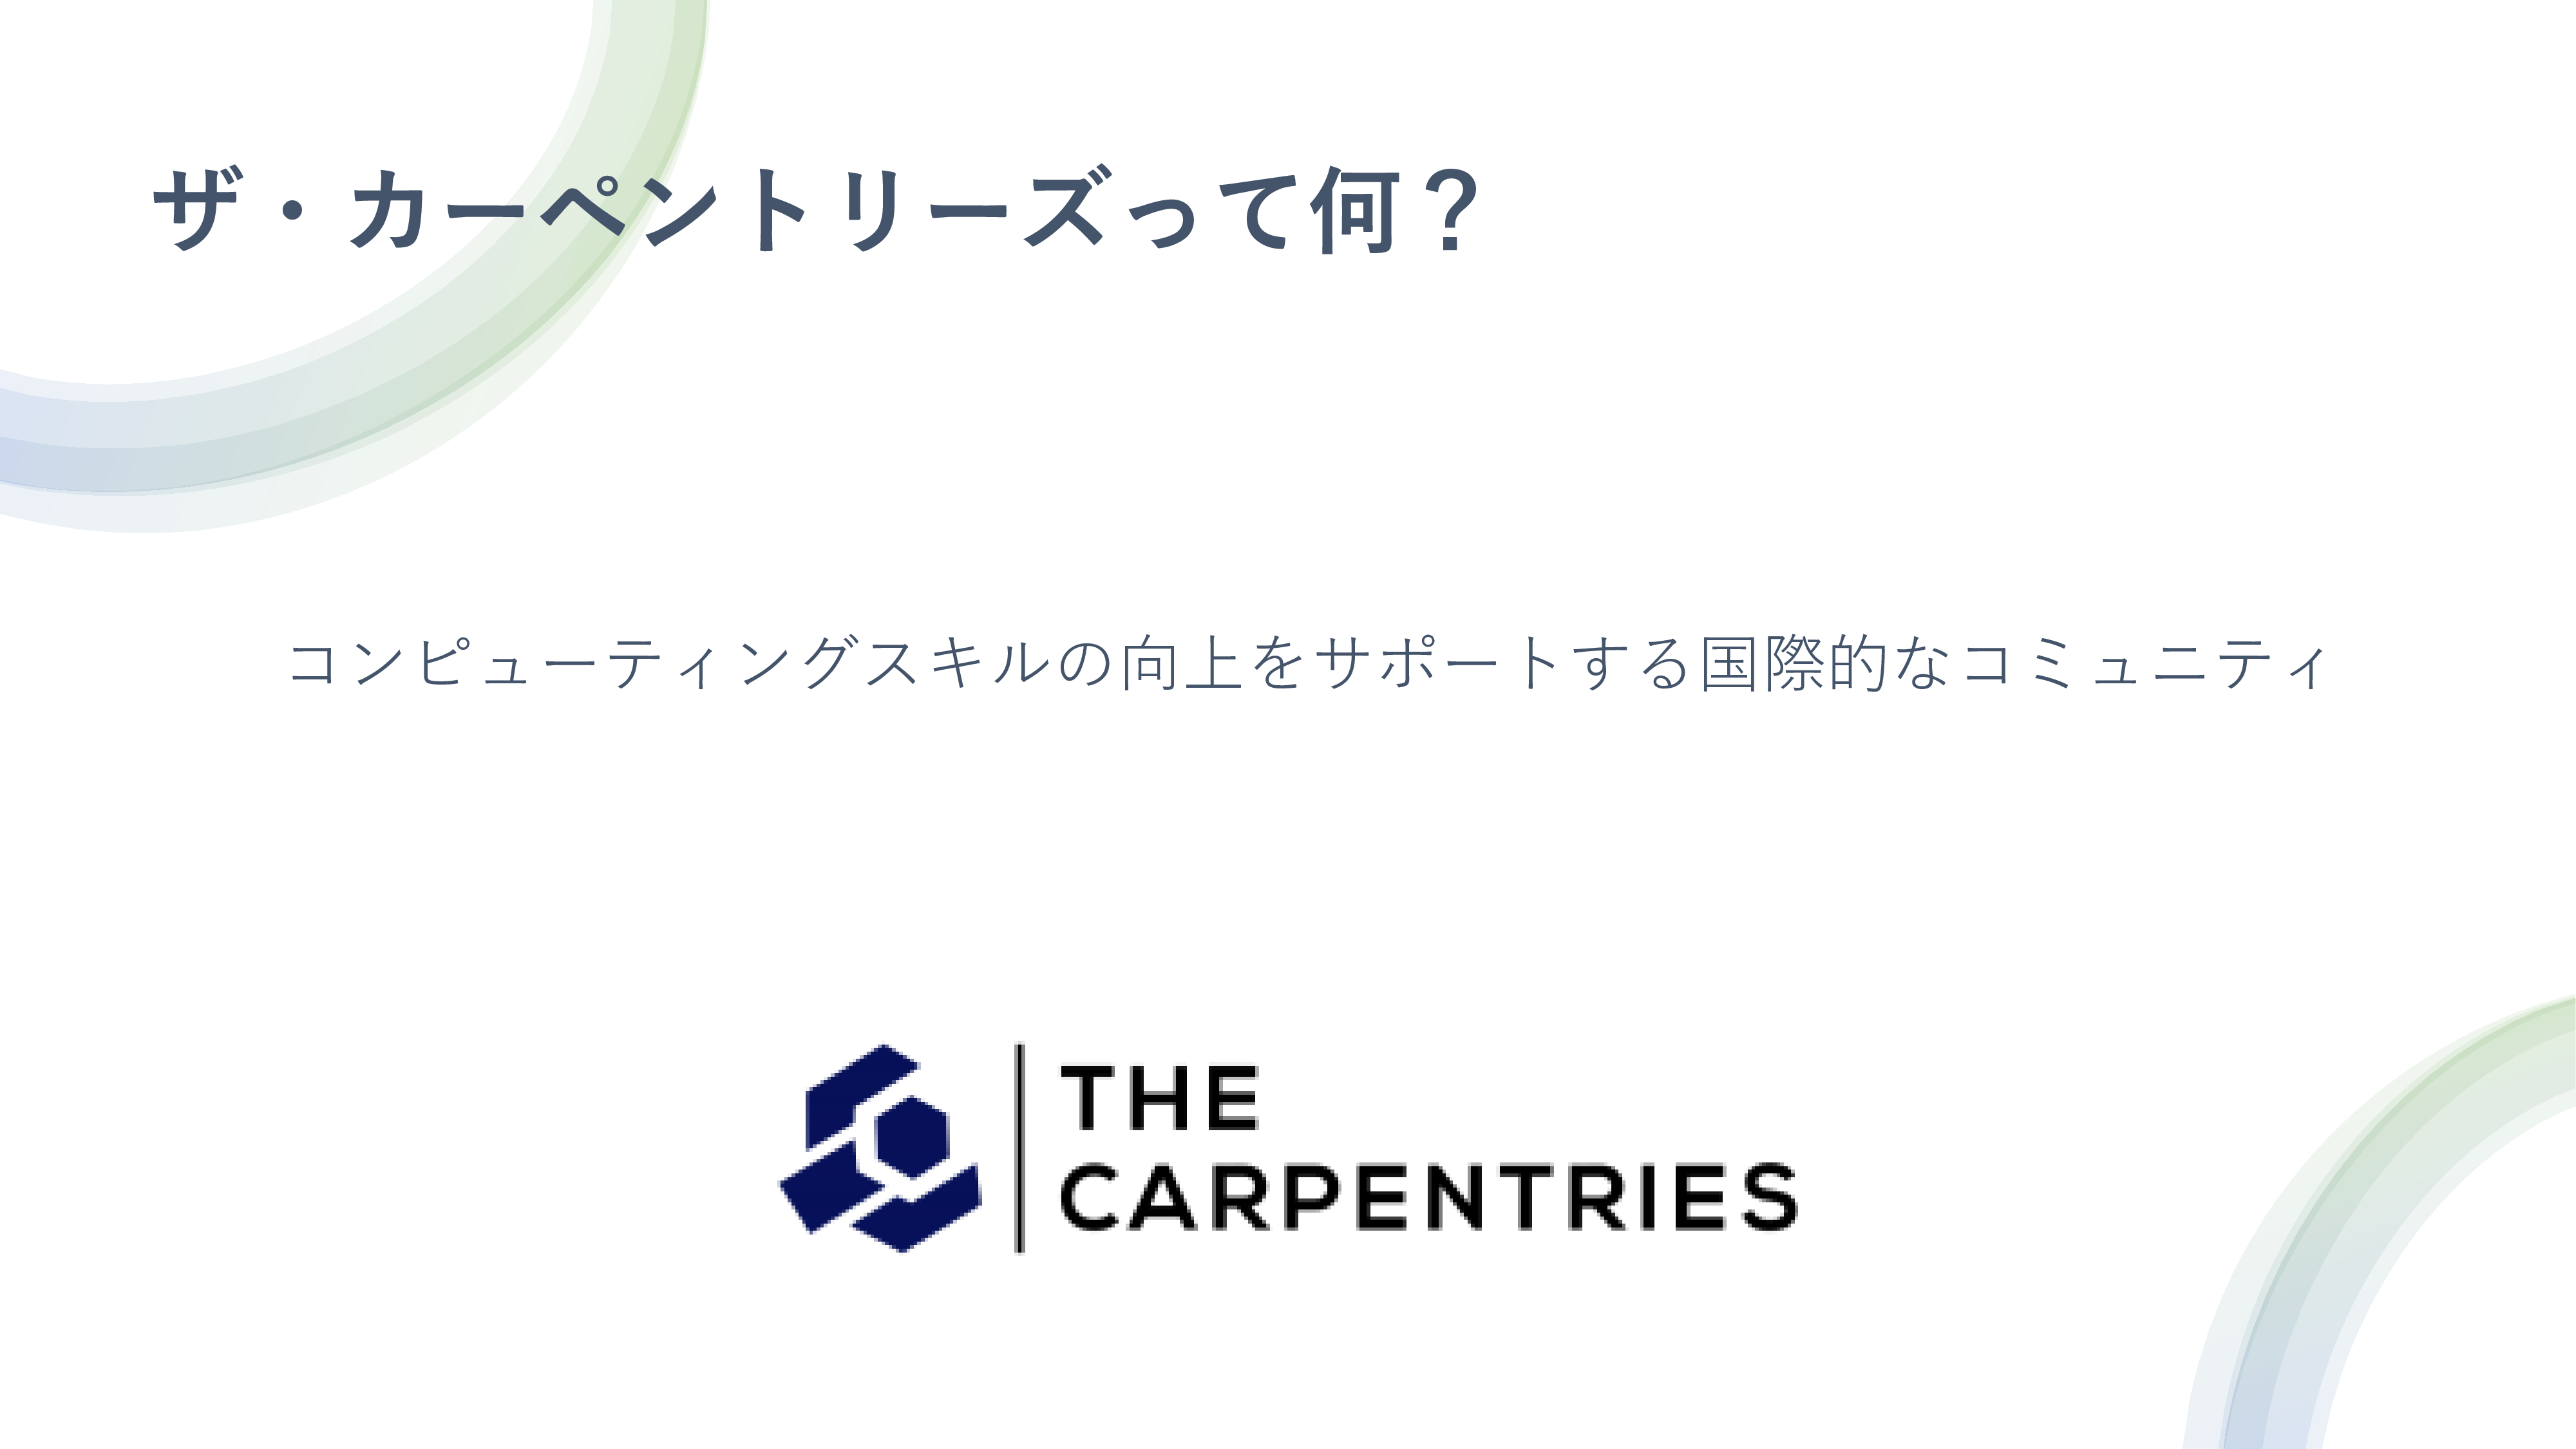 ザ・カーペントリーズって何？
コンピューティングスキルの向上をサポートする国際的なコミュニティ
THE
CARPENTRIES